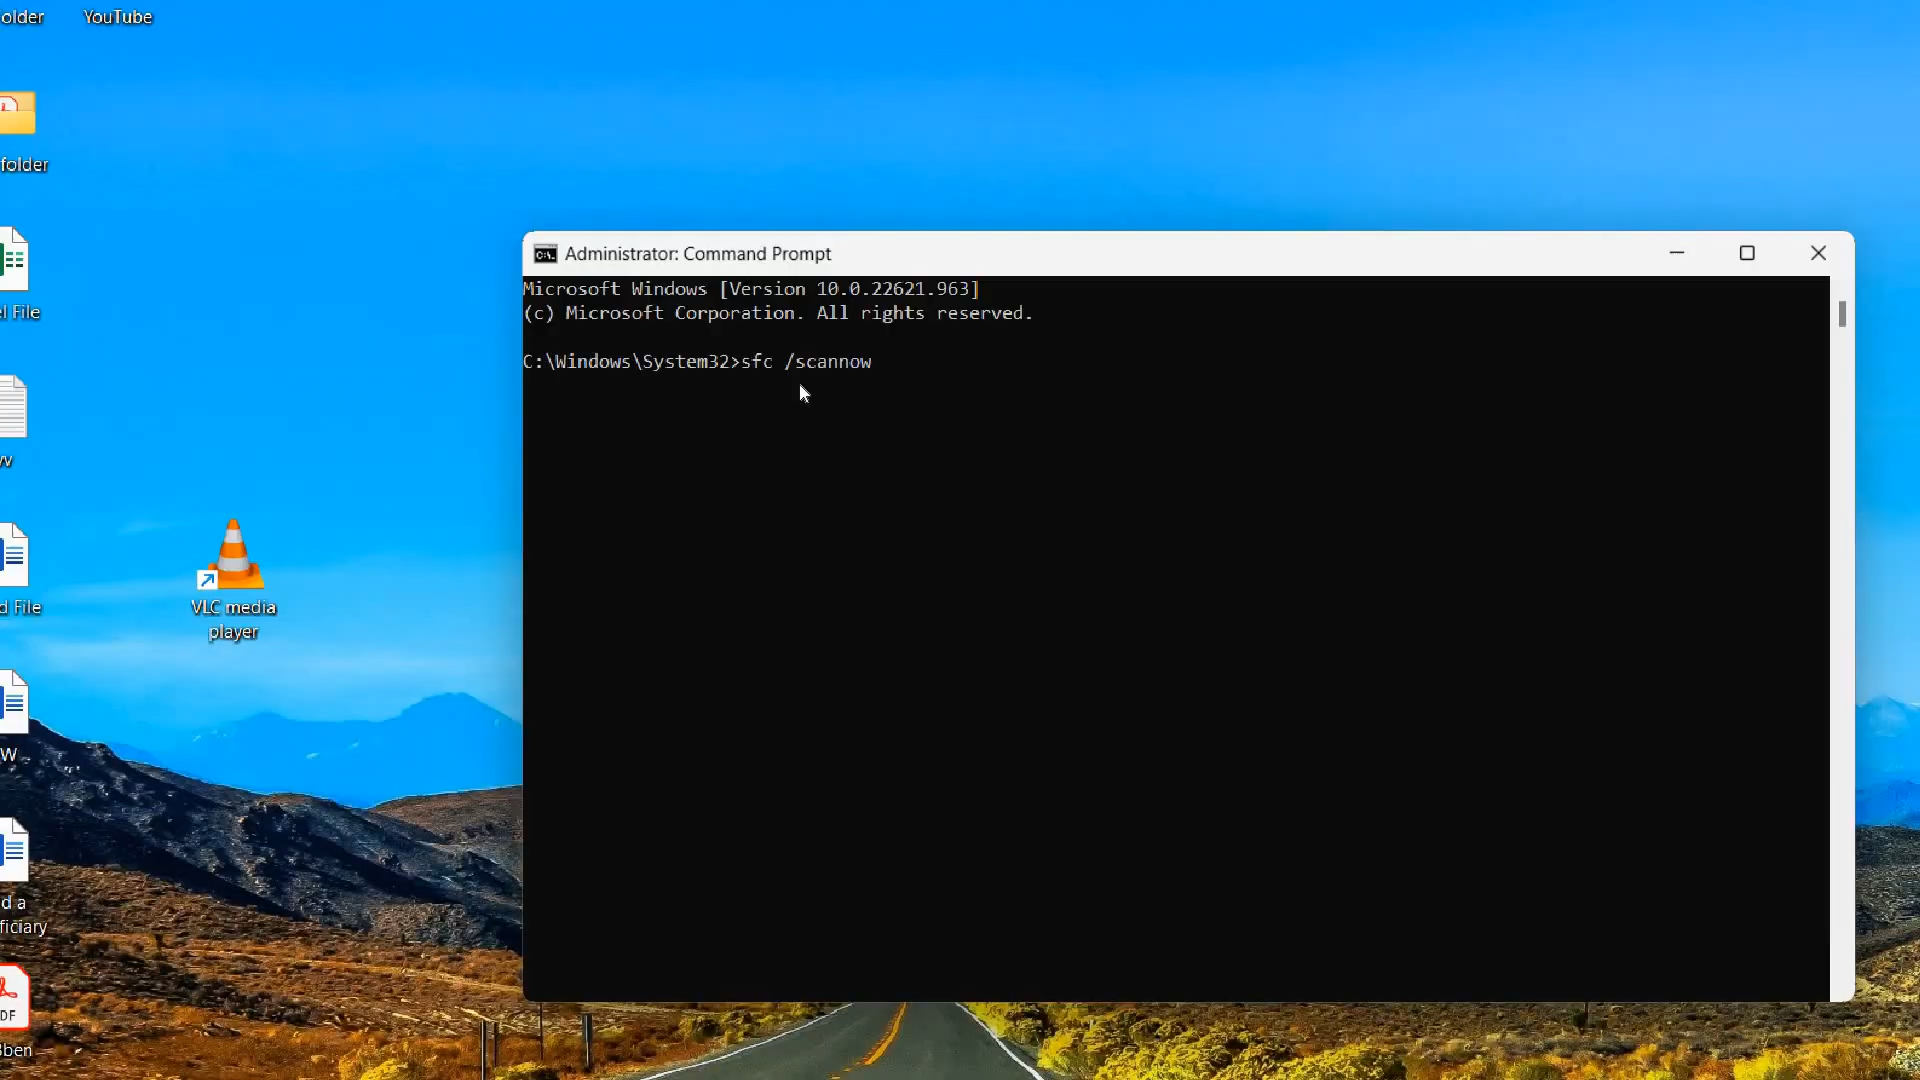 older
YouTube
folder
l File
d File
VLC media
player
W
d a
ficiary
DF
ben
Administrator: Command Prompt
Microsoft Windows [Version 10.0.22621.963]
(c) Microsoft Corporation. All rights reserved.
C:\Windows\System32>sfc /scannow